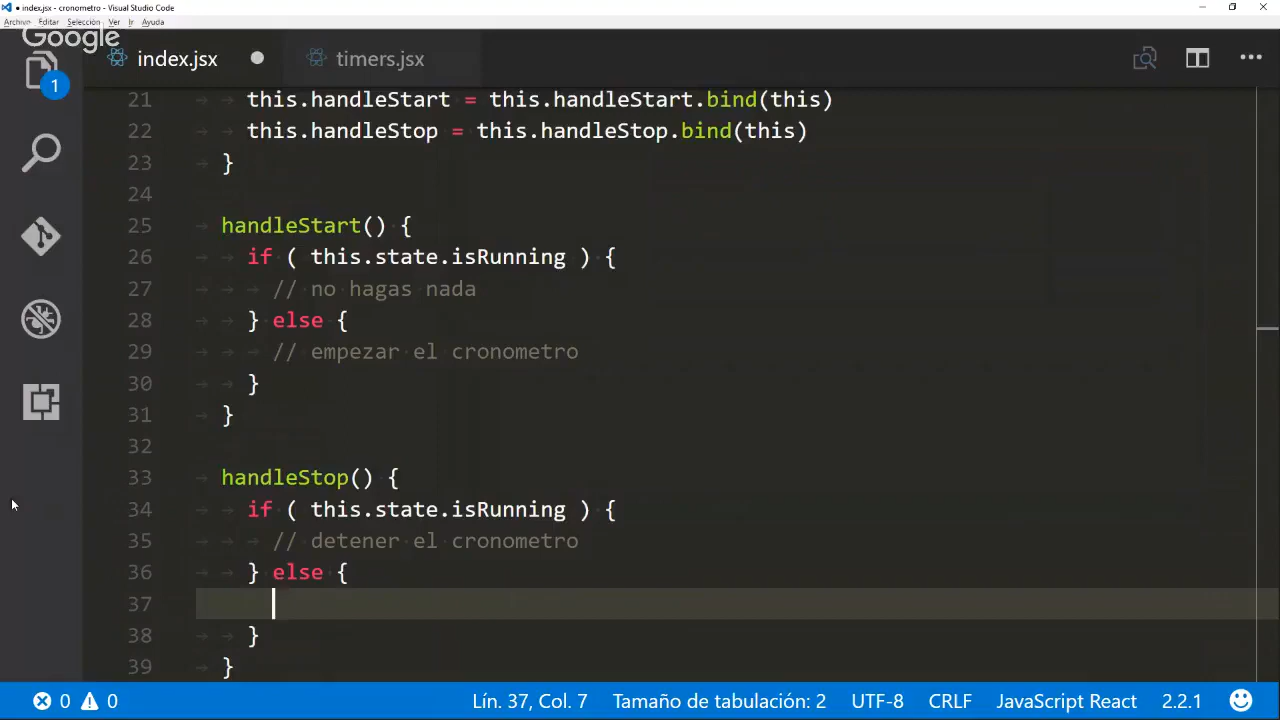 index.jsx - cronometro - Visual Studio Code
Archivo Editar Selección Ver Ir Ayuda
Google
index.jsx timers.jsx
1
21 this.handleStart = this.handleStart.bind(this)
22 this.handleStop = this.handleStop.bind(this)
23 }
24
25 handleStart() {
26 if ( this.state.isRunning ) {
27 // no hagas nada
28 } else {
29 // empezar el cronometro
30 }
31 }
32
33 handleStop() {
34 if ( this.state.isRunning ) {
35 // detener el cronometro
36 } else {
37
38 }
39 }
0 0 Lín. 37, Col. 7 Tamaño de tabulación: 2 UTF-8 CRLF JavaScript React 2.2.1